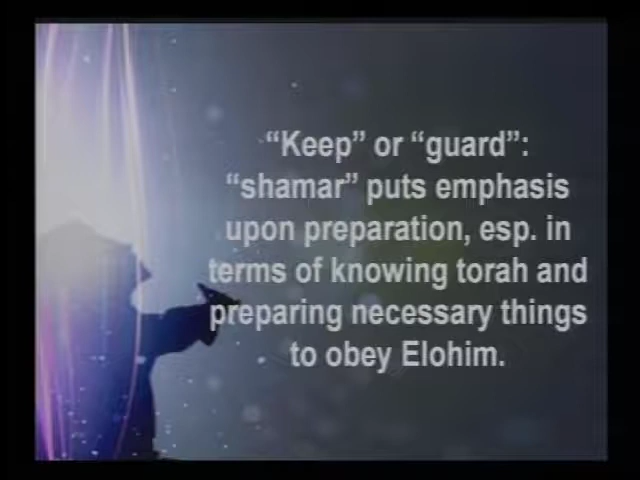 “Keep” or “guard”:
“shamar” puts emphasis
upon preparation, esp. in
terms of knowing torah and
preparing necessary things
to obey Elohim.